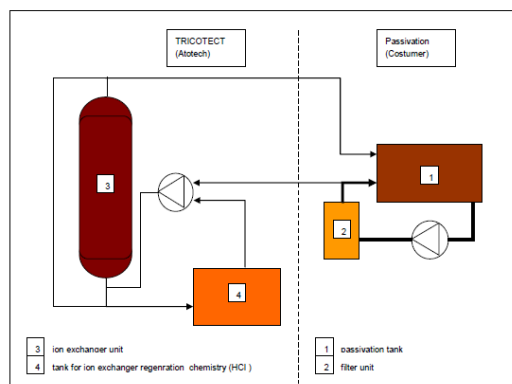 TRICOTECT
(Atotech)
Passivation
(Costumer)
3
1
2
4
3 ion exchanger unit
4 tank for ion exchanger regenration chemistry (HCl )
1 passivation tank
2 filter unit